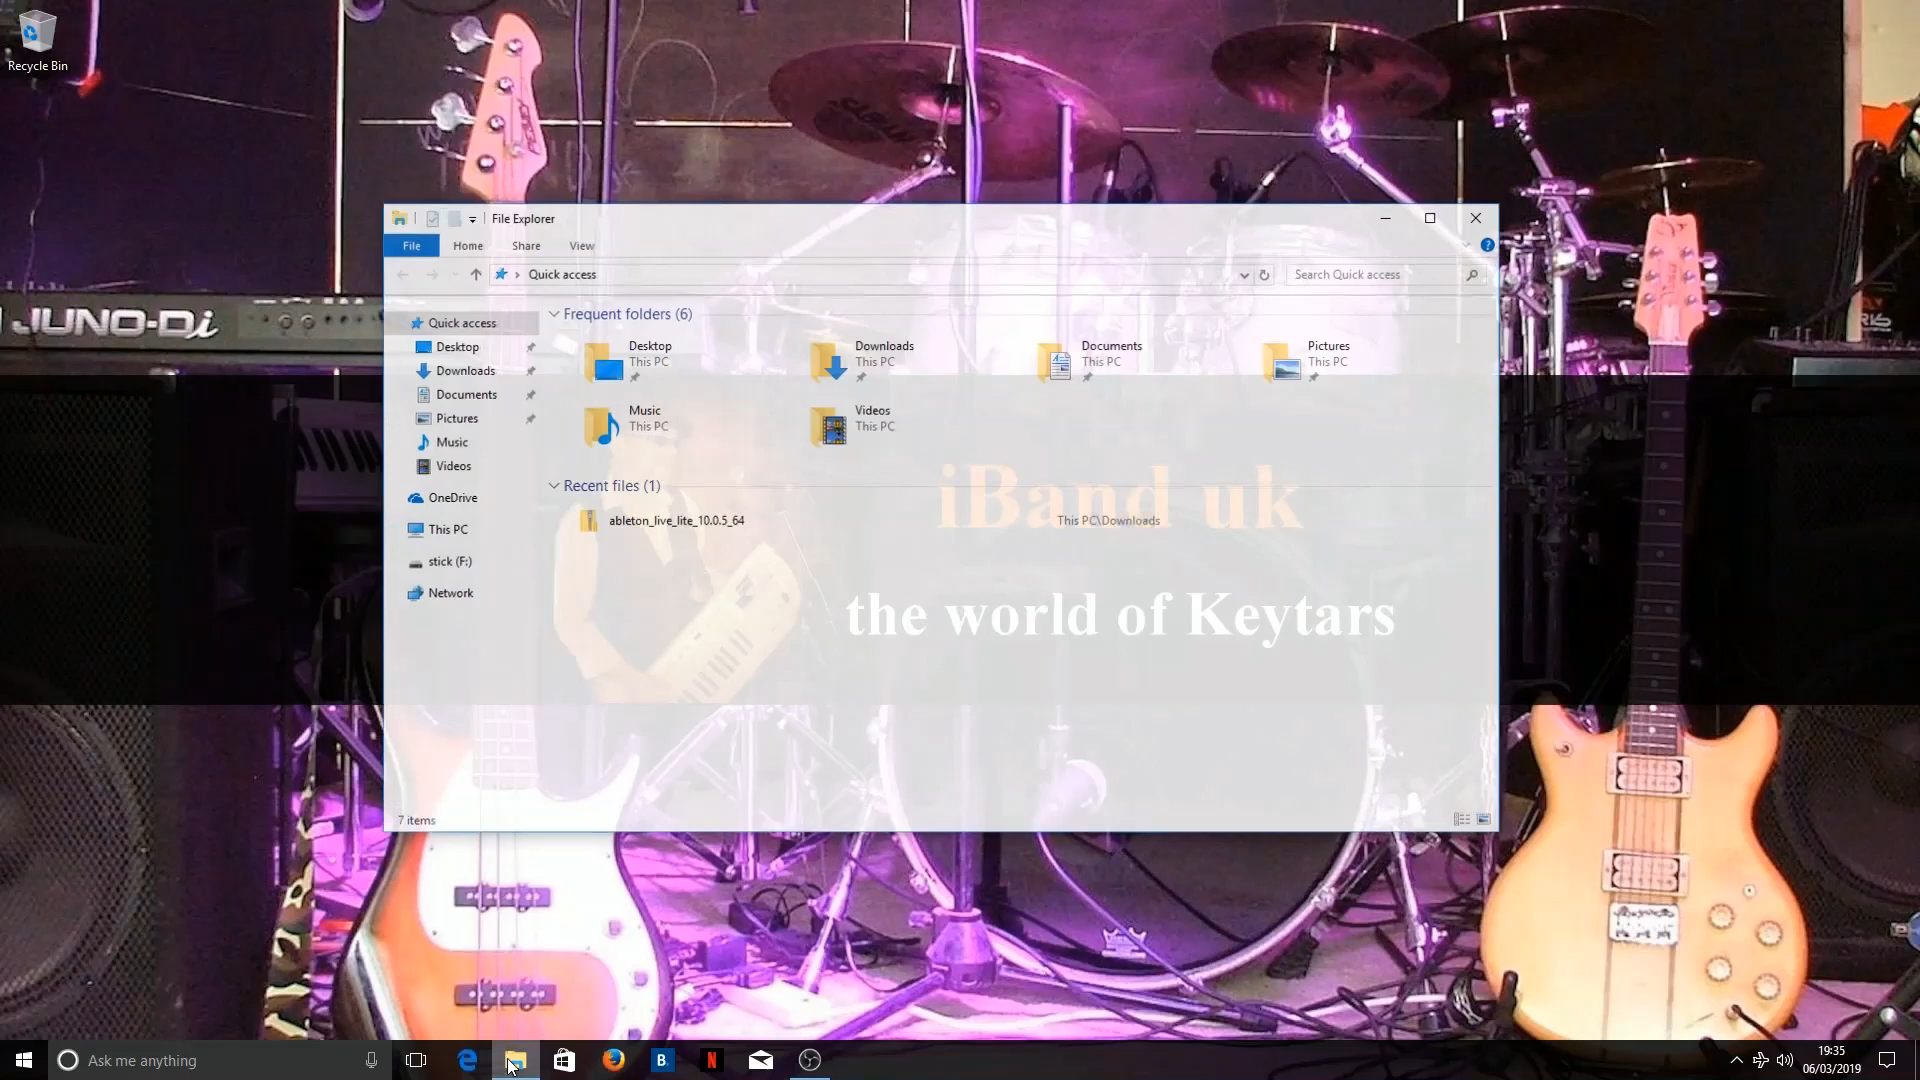 Recycle Bin
File Explorer
File
Home
Share
View
Quick access
Search Quick access
Quick access
Desktop
Downloads
Documents
Pictures
Music
Videos
OneDrive
This PC
stick (F:)
Network
Frequent folders (6)
Desktop
This PC
Downloads
This PC
Documents
This PC
Pictures
This PC
Music
This PC
Videos
This PC
Recent files (1)
ableton_live_lite_10.0.5_64
This PC\Downloads
7 items
iBand uk
the world of Keytars
JUNO-Di
Ask me anything
B.
N
19:35
06/03/2019